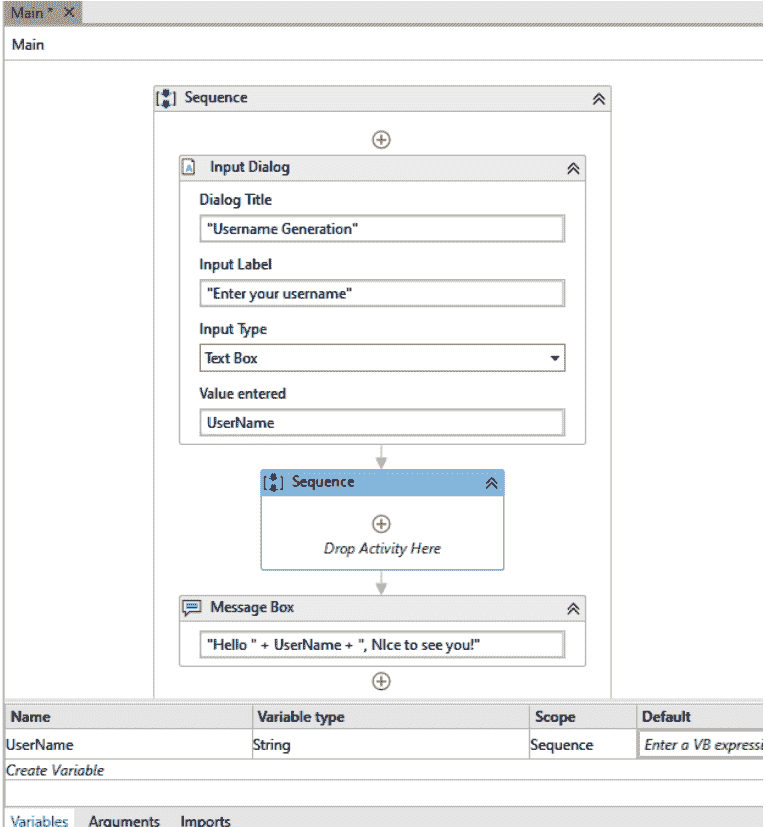 Main * ✕
Main
Sequence
Input Dialog
Dialog Title
"Username Generation"
Input Label
"Enter your username"
Input Type
Text Box
Value entered
UserName
Sequence
Drop Activity Here
Message Box
"Hello " + UserName + ", NIce to see you!"
Name Variable type Scope Default
UserName String Sequence Enter a VB expressi
Create Variable
Variables Arguments Imports